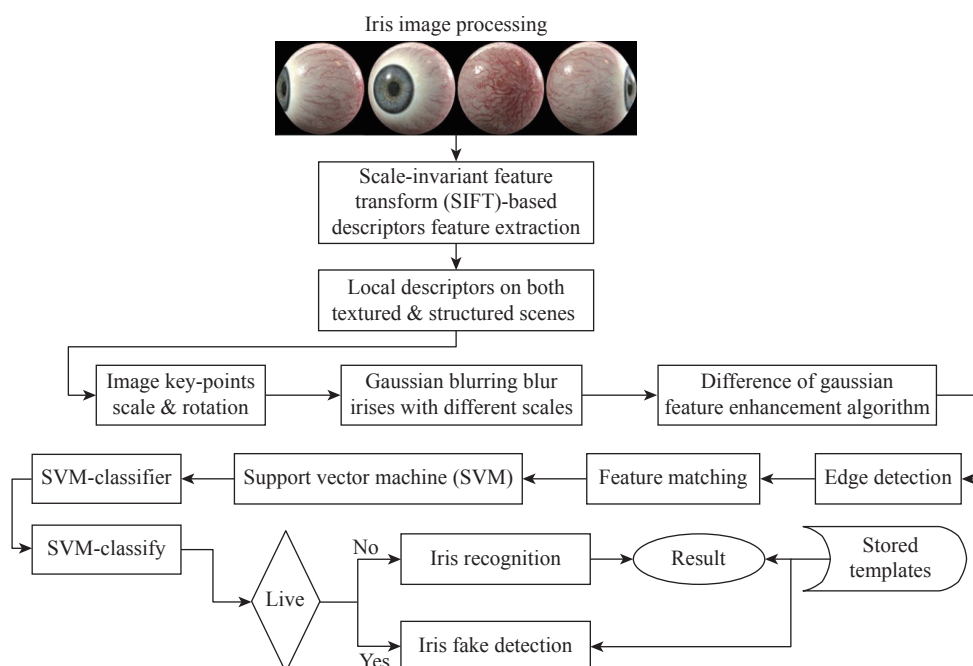 Iris image processing
Scale-invariant feature
transform (SIFT)-based
descriptors feature extraction
Local descriptors on both
textured & structured scenes
Image key-points
scale & rotation
Gaussian blurring blur
irises with different scales
Difference of gaussian
feature enhancement algorithm
SVM-classifier
Support vector machine (SVM)
Feature matching
Edge detection
SVM-classify
Live
No
Iris recognition
Result
Stored
templates
Yes
Iris fake detection